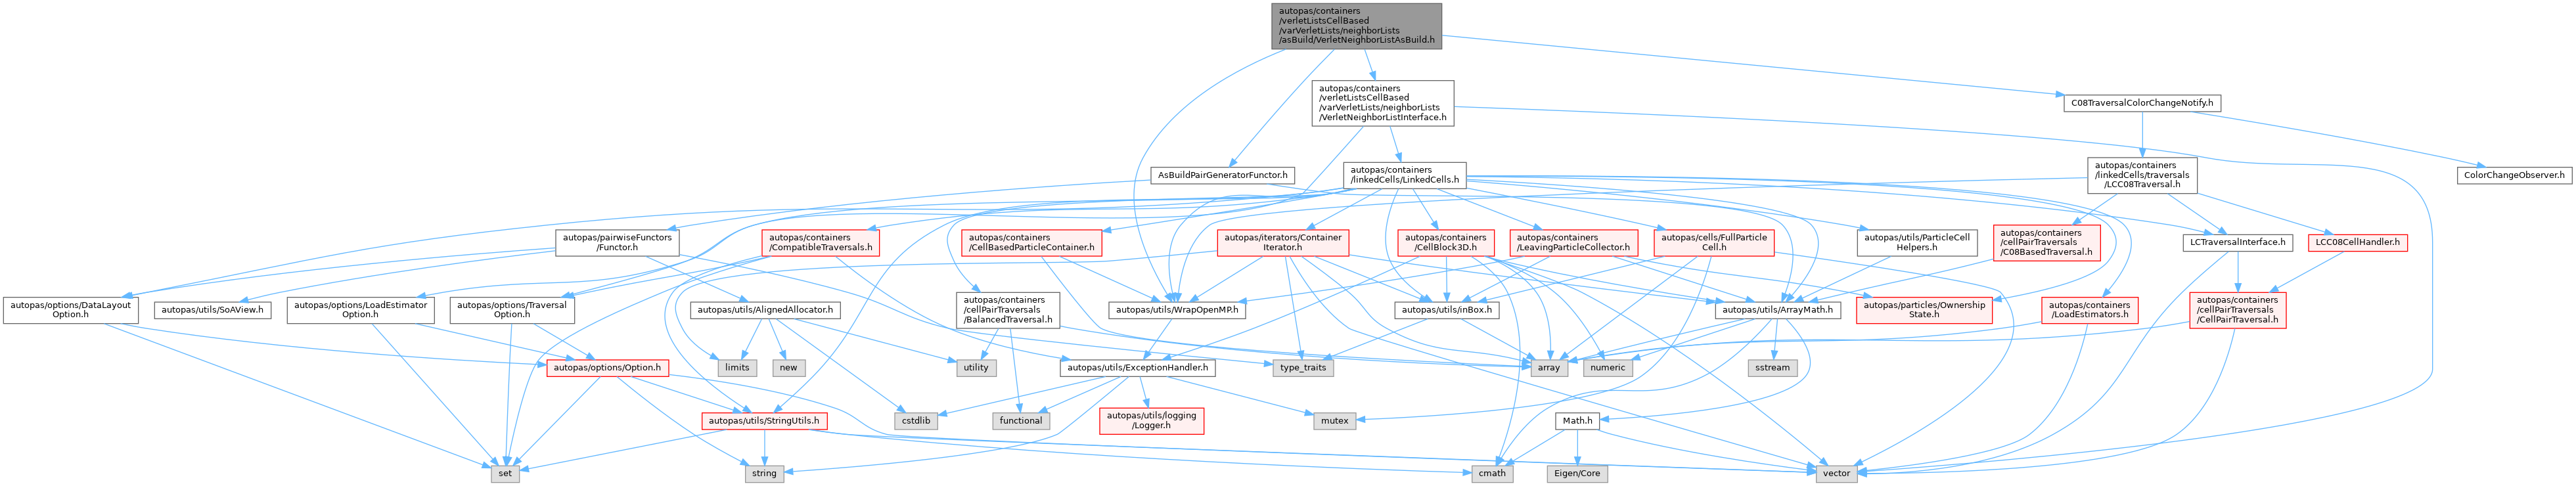 autopas/containers
/verletListsCellBased
/varVerletLists/neighborLists
/asBuild/VerletNeighborListAsBuild.h
autopas/containers
/verletListsCellBased
/varVerletLists/neighborLists
/VerletNeighborListInterface.h
C08TraversalColorChangeNotify.h
AsBuildPairGeneratorFunctor.h
autopas/containers
/linkedCells/LinkedCells.h
autopas/containers
/linkedCells/traversals
/LCC08Traversal.h
ColorChangeObserver.h
autopas/pairwiseFunctors
/Functor.h
autopas/containers
/CompatibleTraversals.h
autopas/containers
/CellBasedParticleContainer.h
autopas/iterators/Container
Iterator.h
autopas/containers
/CellBlock3D.h
autopas/containers
/LeavingParticleCollector.h
autopas/cells/FullParticle
Cell.h
autopas/utils/ParticleCell
Helpers.h
autopas/containers
/cellPairTraversals
/C08BasedTraversal.h
LCTraversalInterface.h
LCC08CellHandler.h
autopas/options/DataLayout
Option.h
autopas/utils/SoAView.h
autopas/options/LoadEstimator
Option.h
autopas/options/Traversal
Option.h
autopas/utils/AlignedAllocator.h
autopas/containers
/cellPairTraversals
/BalancedTraversal.h
autopas/utils/WrapOpenMP.h
autopas/utils/inBox.h
autopas/utils/ArrayMath.h
autopas/particles/Ownership
State.h
autopas/containers
/LoadEstimators.h
autopas/containers
/cellPairTraversals
/CellPairTraversal.h
autopas/options/Option.h
limits
new
utility
autopas/utils/ExceptionHandler.h
type_traits
array
numeric
sstream
autopas/utils/StringUtils.h
cstdlib
functional
autopas/utils/logging
/Logger.h
mutex
Math.h
set
string
cmath
Eigen/Core
vector